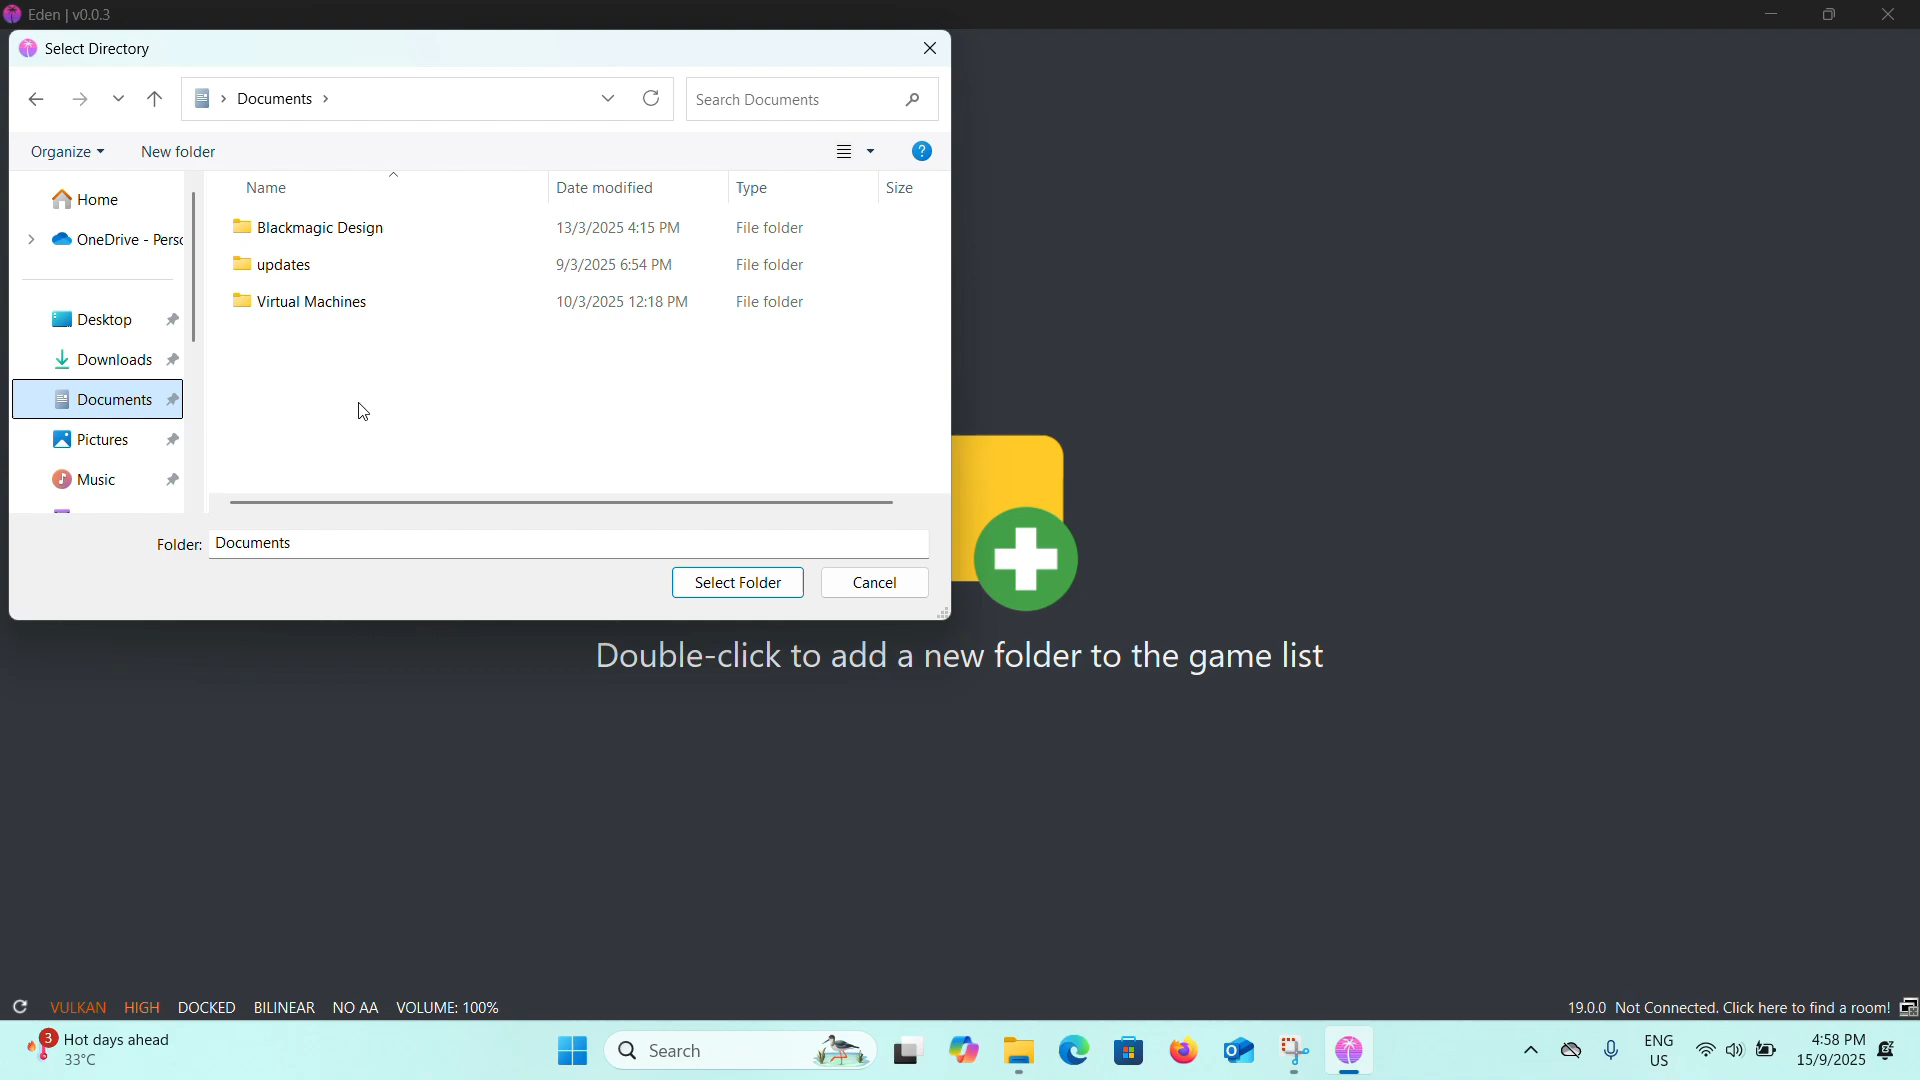 Eden | v0.0.3
Select Directory
Documents
Search Documents
Organize
New folder
Home
OneDrive - Perso
Desktop
Downloads
Documents
Pictures
Music
Name
Date modified
Type
Size
Blackmagic Design 13/3/2025 4:15 PM File folder
updates 9/3/2025 6:54 PM File folder
Virtual Machines 10/3/2025 12:18 PM File folder
Folder: Documents
Select Folder
Cancel
Double-click to add a new folder to the game list
VULKAN HIGH DOCKED BILINEAR NO AA VOLUME: 100%
19.0.0 Not Connected. Click here to find a room!
3
Hot days ahead
33°C
Search
ENG
US
4:58 PM
15/9/2025